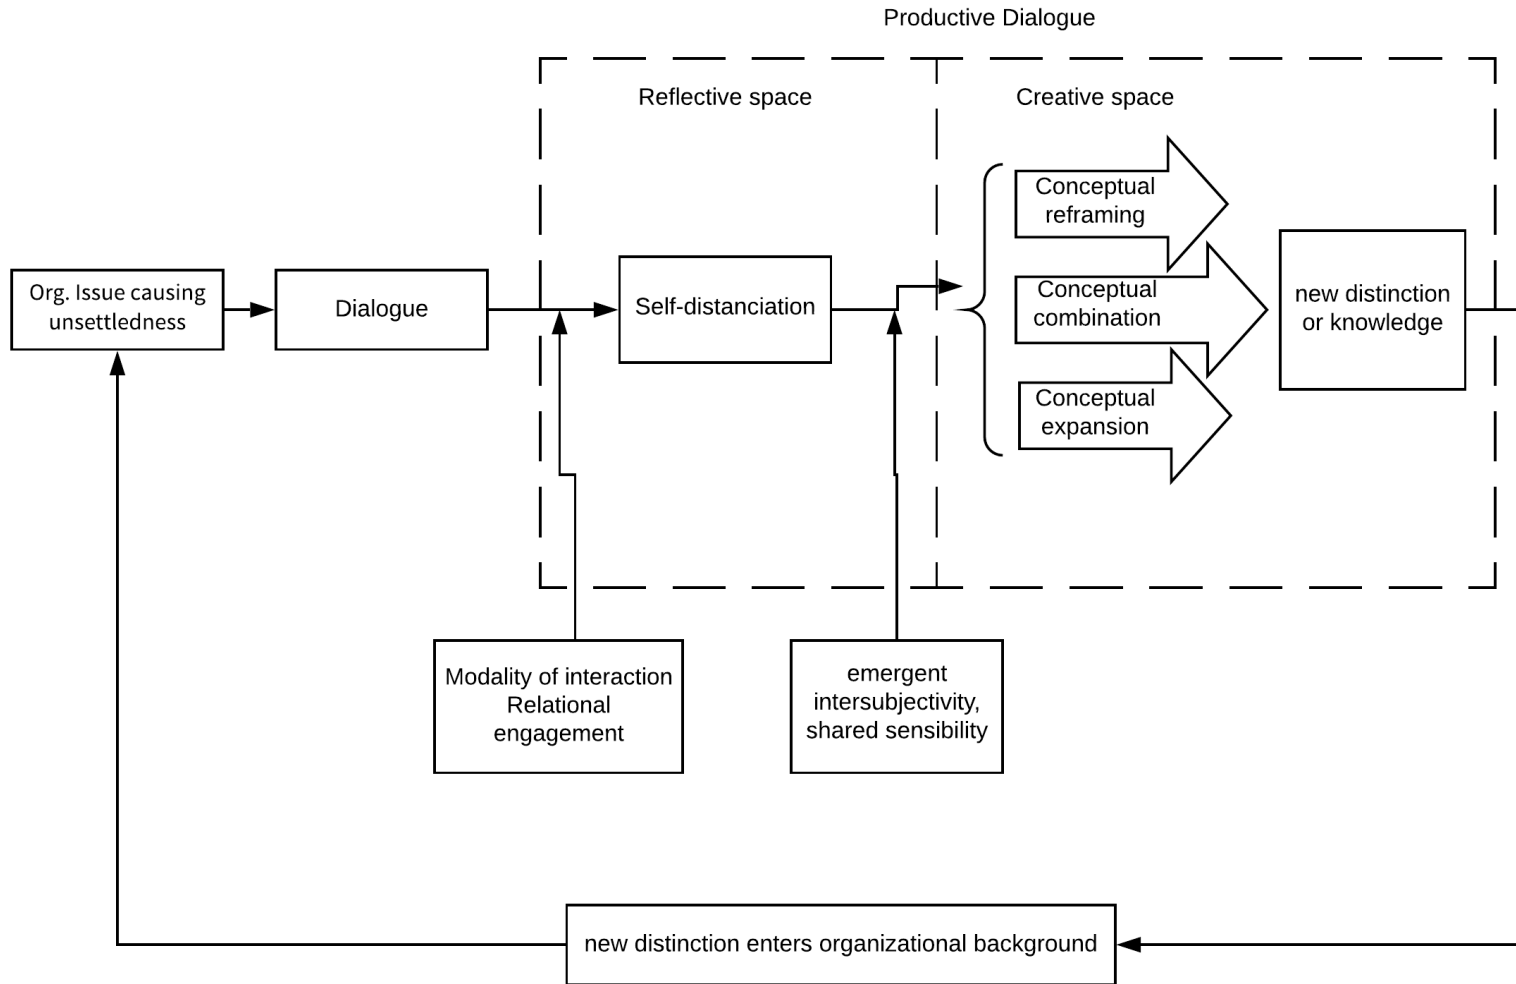 Productive Dialogue
Reflective space
Creative space
Org. Issue causing
unsettledness
Dialogue
Self-distanciation
Conceptual
reframing
Conceptual
combination
Conceptual
expansion
new distinction
or knowledge
Modality of interaction
Relational
engagement
emergent
intersubjectivity,
shared sensibility
new distinction enters organizational background